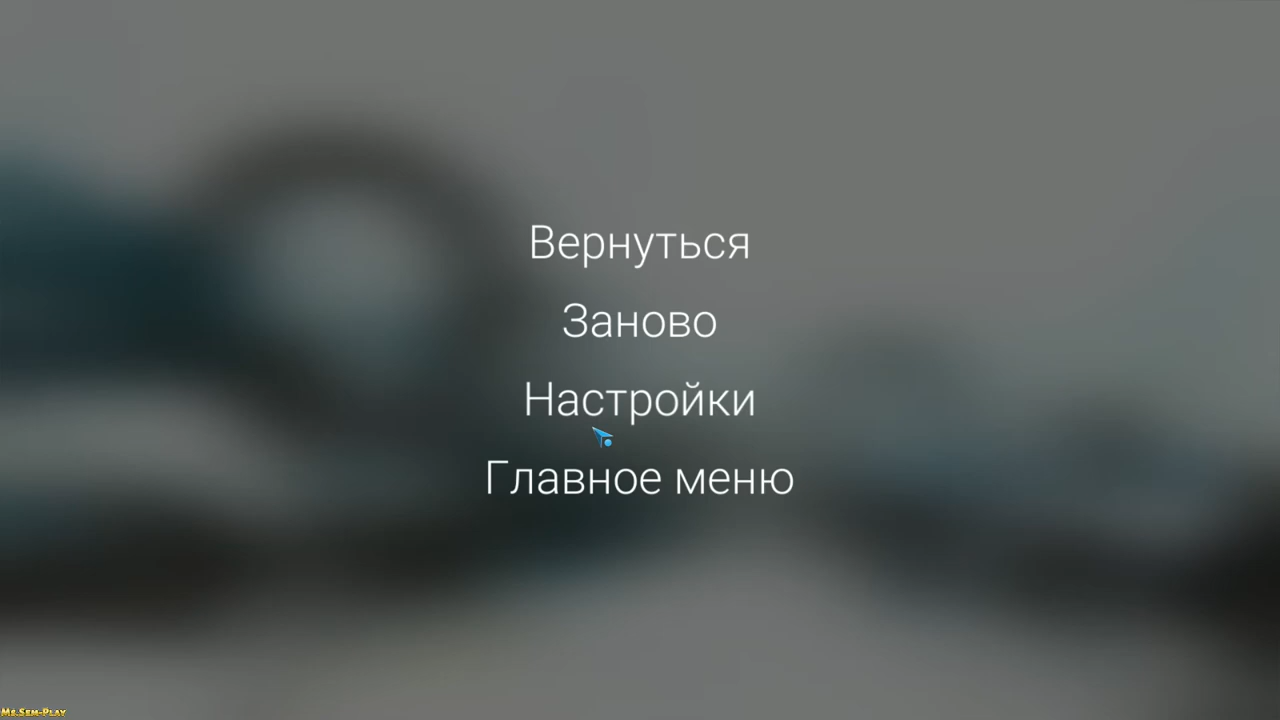 Вернуться
Заново
Настройки
Главное меню
Ms.Sem-Play